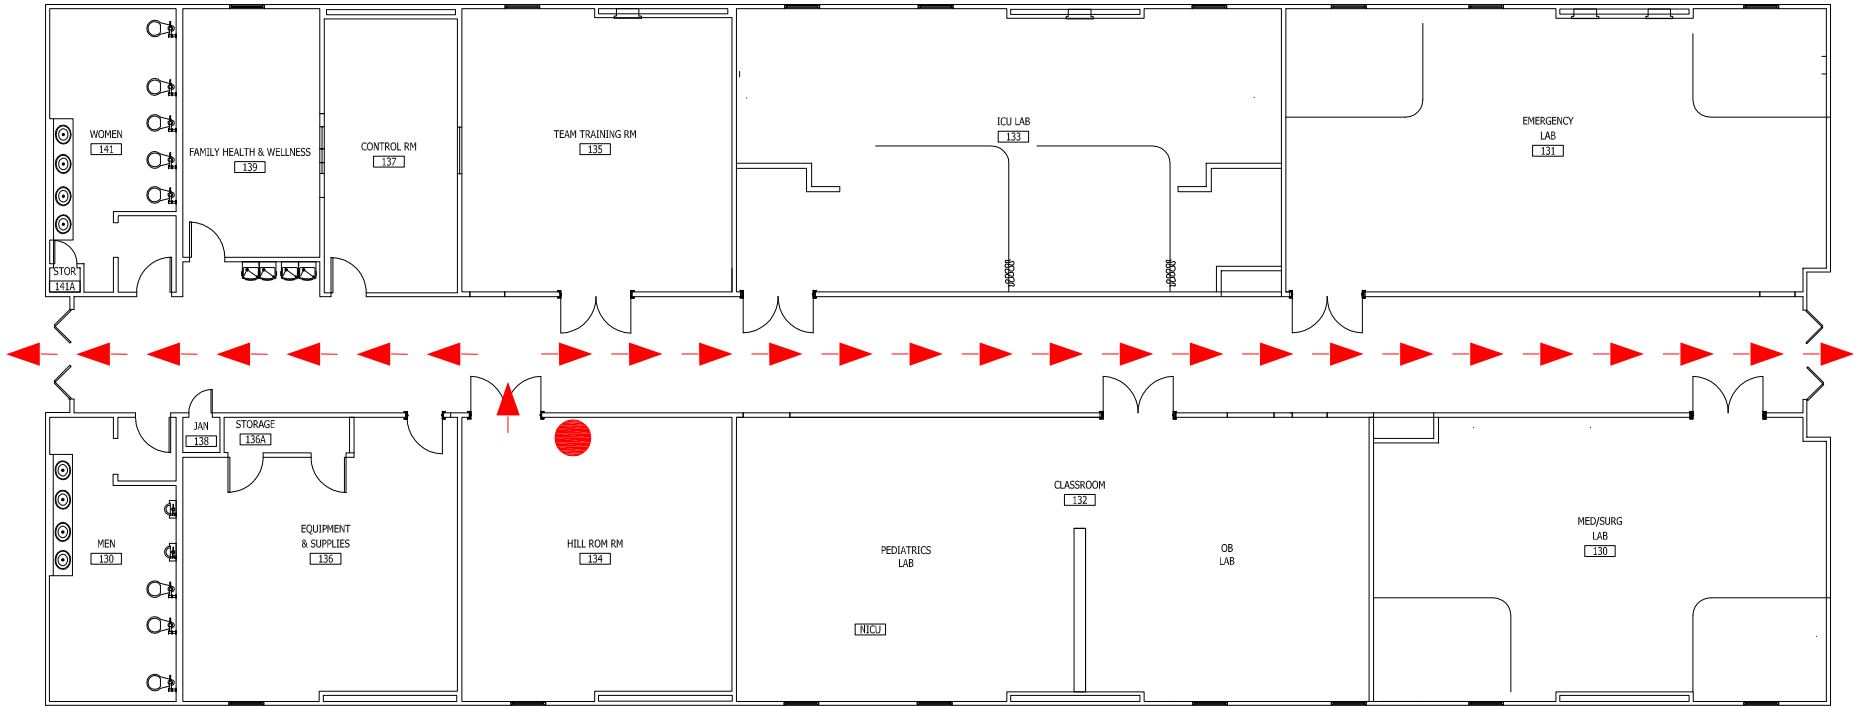 WOMEN
141
STOR
141A
FAMILY HEALTH & WELLNESS
139
CONTROL RM
137
TEAM TRAINING RM
135
ICU LAB
133
EMERGENCY
LAB
131
MEN
130
JAN
138
STORAGE
136A
EQUIPMENT
& SUPPLIES
136
HILL ROM RM
134
CLASSROOM
132
PEDIATRICS
LAB
NICU
OB
LAB
MED/SURG
LAB
130